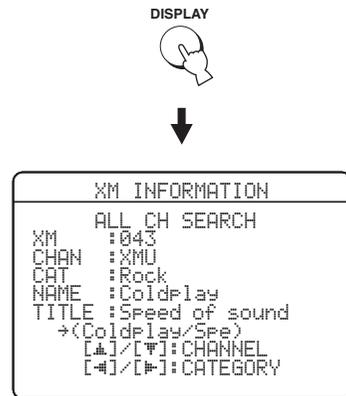 DISPLAY
XM INFORMATION
ALL CH SEARCH
XM :043
CHAN :XMU
CAT :Rock
NAME :Coldplay
TITLE :Speed of sound
→(Coldplay/Spe)
[▲]/[▼]:CHANNEL
[◀]/[▶]:CATEGORY